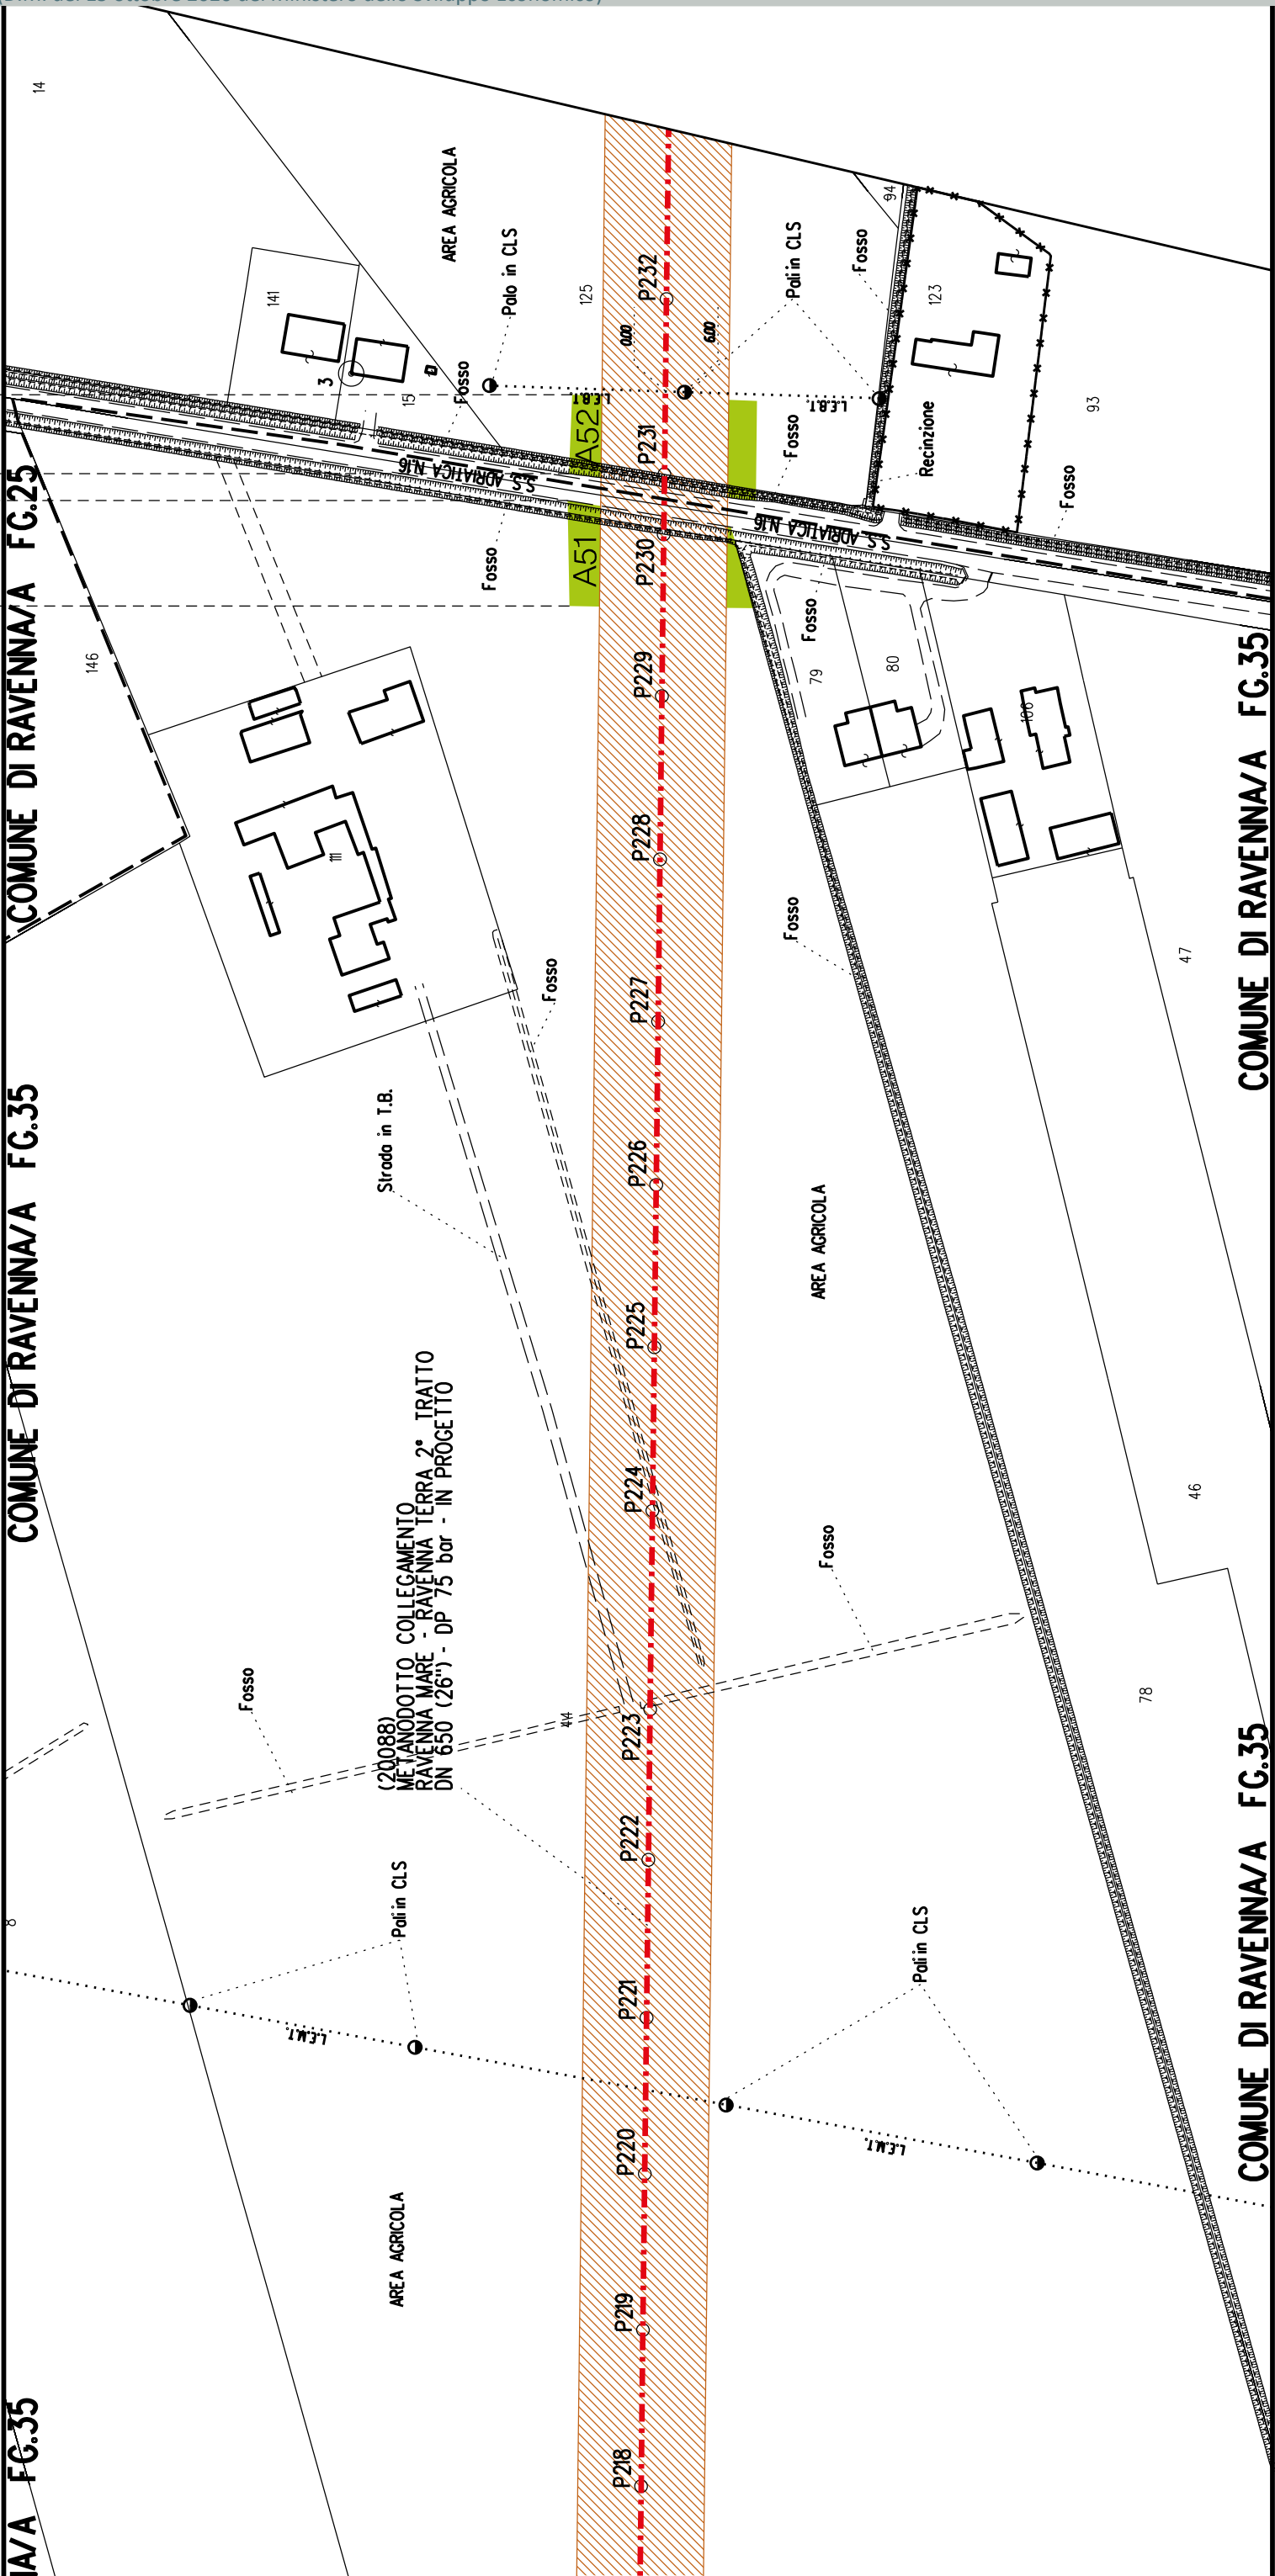 14
AREA AGRICOLA
Palo in CLS
141
3
15
Fosso
125
P232
0.00
6.00
Pali in CLS
Fosso
94
123
93
L.E.B.T.
L.E.B.T.
A52
P231
Fosso
Recinzione
Fosso
S.S. ADRIATICA N.16
S.S. ADRIATICA N.16
COMUNE DI RAVENNA/A FG.25
Fosso
A51
P230
Fosso
146
P229
79
80
106
COMUNE DI RAVENNA/A FG.35
P228
111
Fosso
47
Fosso
P227
COMUNE DI RAVENNA/A FG.35
Strada in T.B.
P226
AREA AGRICOLA
P225
(20088)
METANODOTTO COLLEGAMENTO
RAVENNA MARE - RAVENNA TERRA 2° TRATTO
DN 650 (26") - DP 75 bar - IN PROGETTO
P224
46
Fosso
Fosso
44
P223
78
COMUNE DI RAVENNA/A FG.35
P222
8
Pali in CLS
Pali in CLS
P221
L.E.M.T.
L.E.M.T.
P220
AREA AGRICOLA
P219
NA/A FG.35
P218